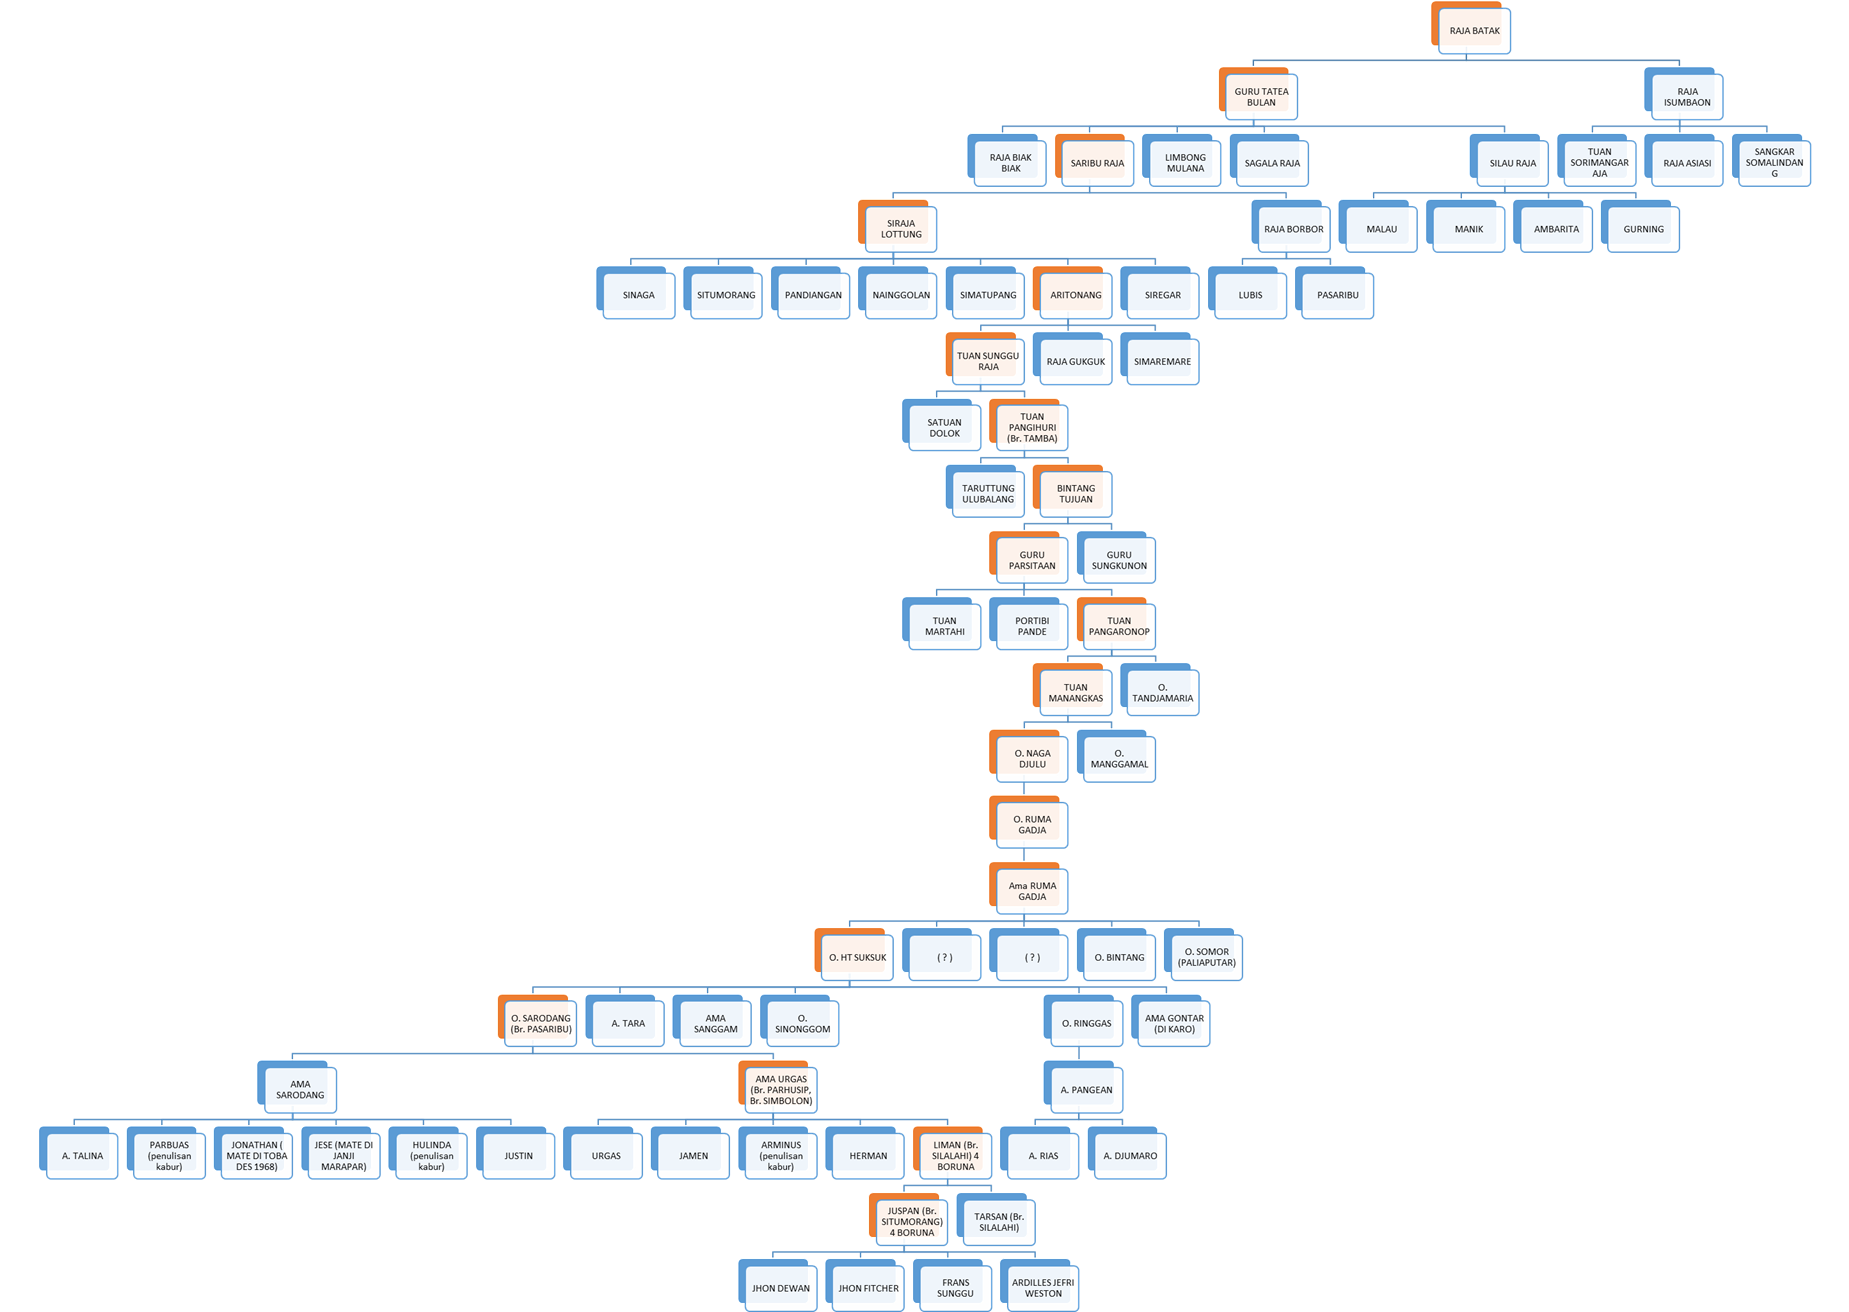 RAJA BATAK
GURU TATEA
BULAN
RAJA
ISUMBAON
RAJA BIAK
BIAK
SARIBU RAJA
LIMBONG
MULANA
SAGALA RAJA
SILAU RAJA
TUAN
SORIMANGAR
AJA
RAJA ASIASI
SANGKAR
SOMALINDAN
G
SIRAJA
LOTTUNG
RAJA BORBOR
MALAU
MANIK
AMBARITA
GURNING
SINAGA
SITUMORANG
PANDIANGAN
NAINGGOLAN
SIMATUPANG
ARITONANG
SIREGAR
LUBIS
PASARIBU
TUAN SUNGGU
RAJA
RAJA GUKGUK
SIMAREMARE
SATUAN
DOLOK
TUAN
PANGIHURI
(Br. TAMBA)
TARUTTUNG
ULUBALANG
BINTANG
TUJUAN
GURU
PARSITAAN
GURU
SUNGKUNON
TUAN
MARTAHI
PORTIBI
PANDE
TUAN
PANGARONOP
TUAN
MANANGKAS
O.
TANDJAMARIA
O. NAGA
DJULU
O.
MANGGAMAL
O. RUMA
GADJA
Ama RUMA
GADJA
O. HT SUKSUK
( ? )
( ? )
O. BINTANG
O. SOMOR
(PALIAPUTAR)
O. SARODANG
(Br. PASARIBU)
A. TARA
AMA
SANGGAM
O.
SINONGGOM
O. RINGGAS
AMA GONTAR
(DI KARO)
AMA
SARODANG
AMA URGAS
(Br. PARHUSIP,
Br. SIMBOLON)
A. PANGEAN
A. TALINA
PARBUAS
(penulisan
kabur)
JONATHAN (
MATE DI TOBA
DES 1968)
JESE (MATE DI
JANJI
MARAPAR)
HULINDA
(penulisan
kabur)
JUSTIN
URGAS
JAMEN
ARMINUS
(penulisan
kabur)
HERMAN
LIMAN (Br.
SILALAHI) 4
BORUNA
A. RIAS
A. DJUMARO
JUSPAN (Br.
SITUMORANG)
4 BORUNA
TARSAN (Br.
SILALAHI)
JHON DEWAN
JHON FITCHER
FRANS
SUNGGU
ARDILLES JEFRI
WESTON